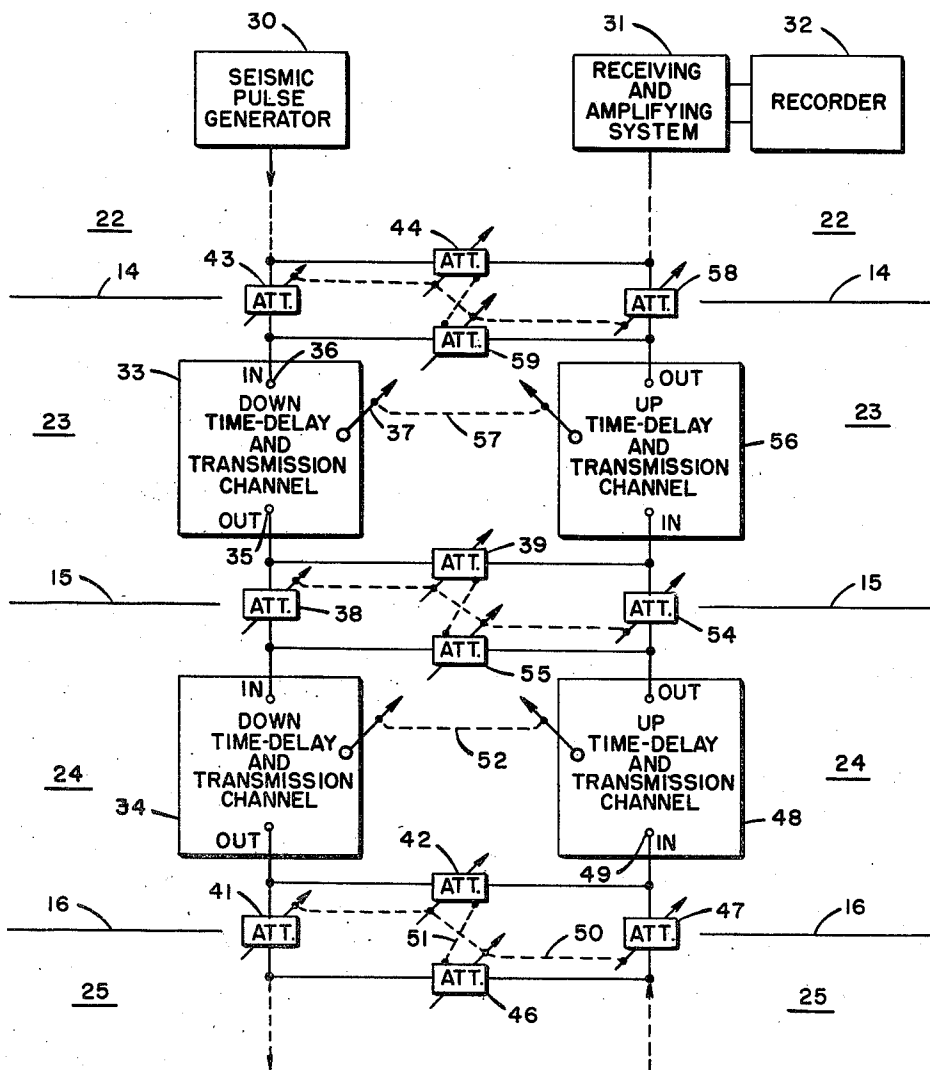 30
31
32
SEISMIC
PULSE
GENERATOR
RECEIVING
AND
AMPLIFYING
SYSTEM
RECORDER
22
44
22
43
ATT.
58
14
ATT.
ATT.
14
ATT.
59
33
36
IN
OUT
DOWN
TIME-DELAY
AND
TRANSMISSION
CHANNEL
37
57
UP
TIME-DELAY
AND
TRANSMISSION
CHANNEL
56
23
23
OUT
35
IN
39
ATT.
15
ATT.
38
ATT.
54
15
ATT.
55
IN
OUT
DOWN
TIME-DELAY
AND
TRANSMISSION
CHANNEL
52
UP
TIME-DELAY
AND
TRANSMISSION
CHANNEL
24
24
34
OUT
42
49
IN
48
41
ATT.
47
16
ATT.
51
50
ATT.
16
ATT.
46
25
25